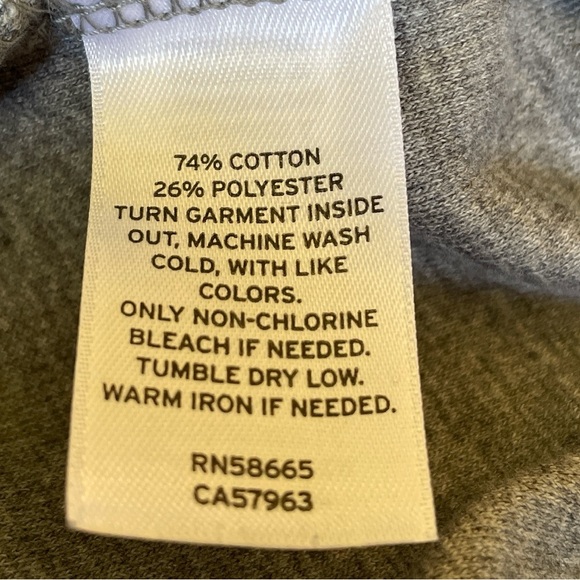 74% COTTON
26% POLYESTER
TURN GARMENT INSIDE
OUT, MACHINE WASH
COLD, WITH LIKE
COLORS.
ONLY NON-CHLORINE
BLEACH IF NEEDED.
TUMBLE DRY LOW.
WARM IRON IF NEEDED.
RN58665
CA57963